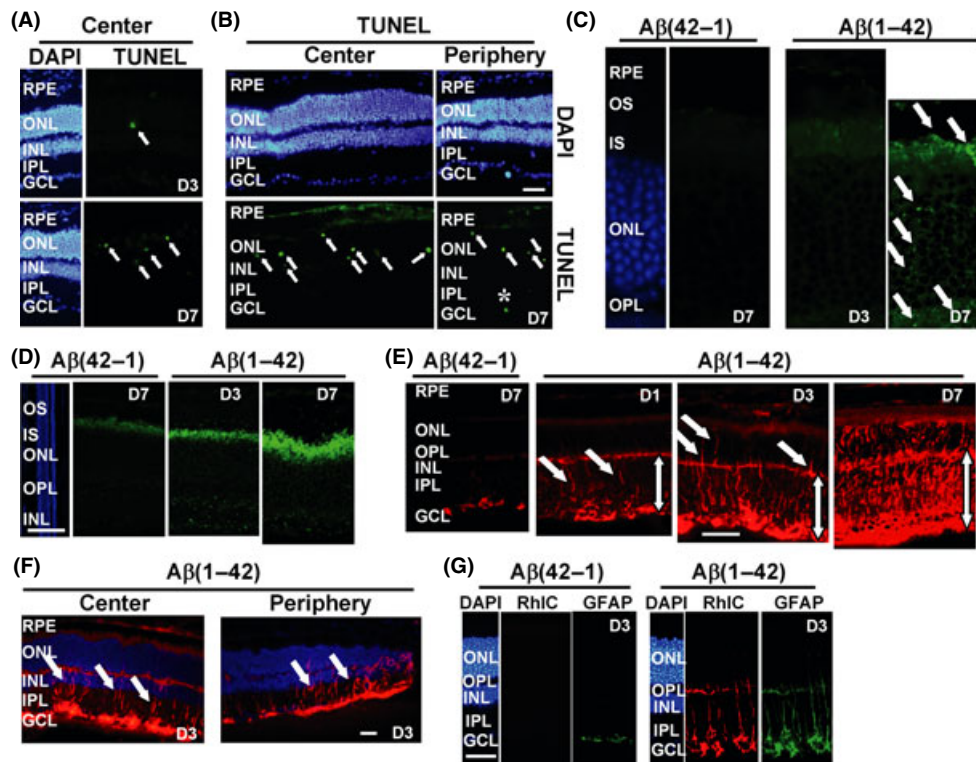 (A)
Center
DAPI TUNEL
RPE
ONL
INL
IPL
GCL
D3
ONL
INL
IPL
GCL
D7
(B)
TUNEL
Center Periphery
RPE
ONL
INL
IPL
GCL
RPE
ONL
INL
IPL
GCL
DAPI
RPE
ONL
INL
IPL
GCL
RPE
ONL
INL
IPL
GCL
*
D7
TUNEL
(C)
Aβ(42–1) Aβ(1–42)
RPE
OS
IS
ONL
OPL
D7
D3
D7
(D)
Aβ(42–1) Aβ(1–42)
D7 D3 D7
OS
IS
ONL
OPL
INL
(E)
Aβ(42–1) Aβ(1–42)
RPE
D7 D1 D3 D7
ONL
OPL
INL
IPL
GCL
(F)
Aβ(1–42)
Center Periphery
RPE
ONL
INL
IPL
GCL
D3 D3
(G)
Aβ(42–1) Aβ(1–42)
DAPI RhIC GFAP DAPI RhIC GFAP
D3 D3
ONL
OPL
INL
IPL
GCL
ONL
OPL
INL
IPL
GCL